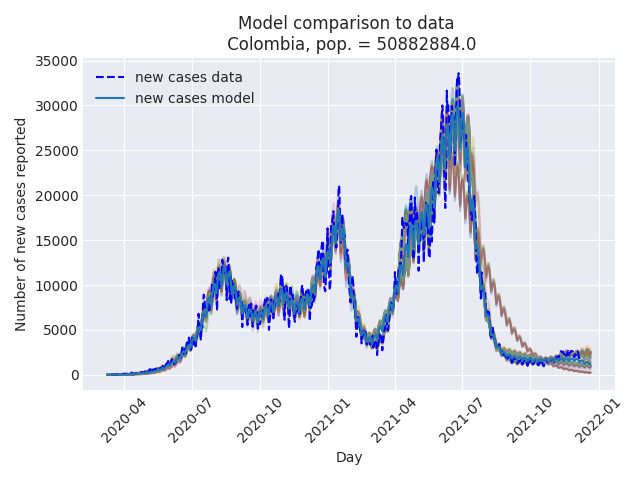 Model comparison to data
Colombia, pop. = 50882884.0
new cases data
new cases model
Number of new cases reported
35000
30000
25000
20000
15000
10000
5000
0
2020-04
2020-07
2020-10
2021-01
2021-04
2021-07
2021-10
2022-01
Day